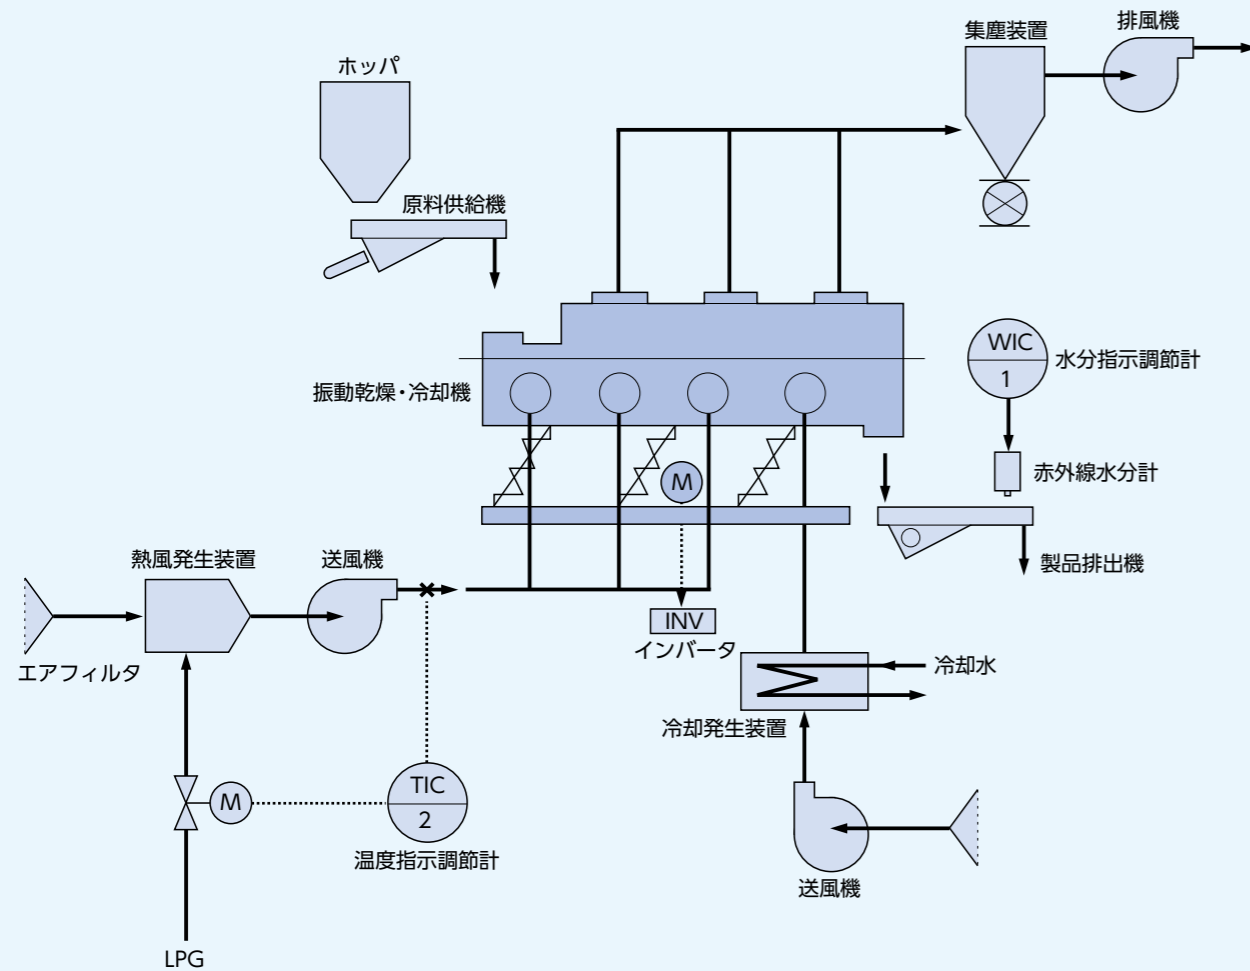 集塵装置
排風機
ホッパ
原料供給機
WIC
1
水分指示調節計
振動乾燥・冷却機
赤外線水分計
M
製品排出機
熱風発生装置
送風機
INV
インバータ
エアフィルタ
冷却水
冷却発生装置
TIC
2
M
温度指示調節計
送風機
LPG